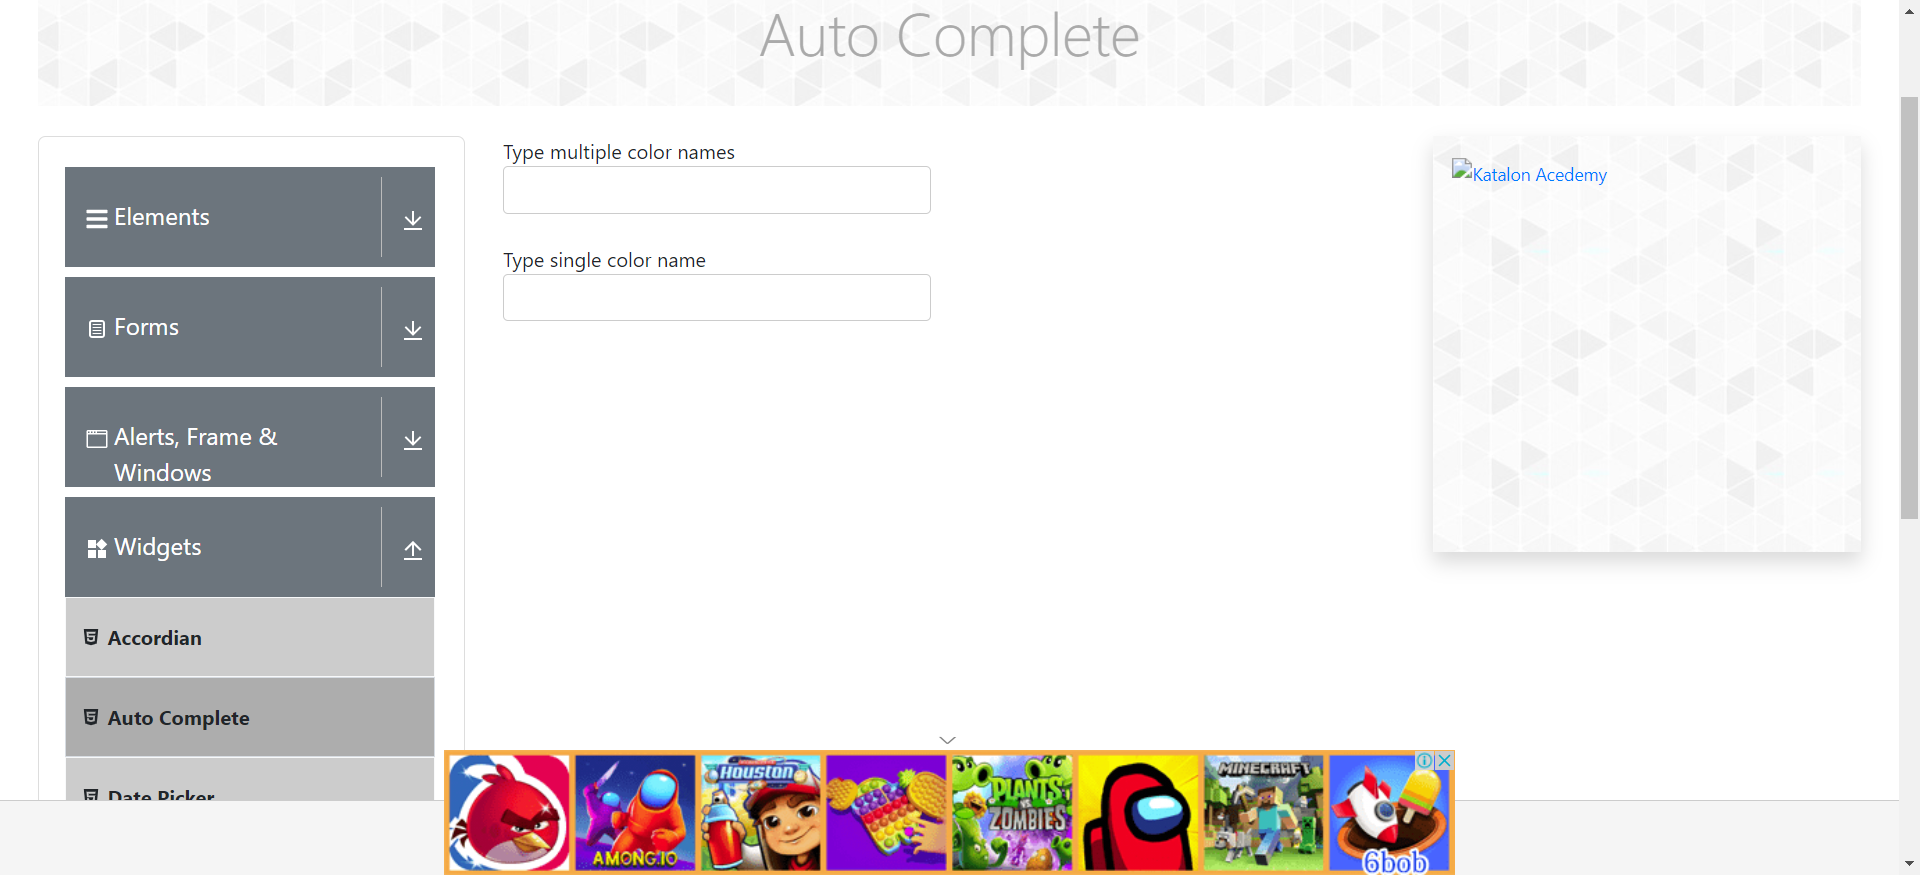 Auto Complete
Elements
Forms
Alerts, Frame &
Windows
Widgets
Accordian
Auto Complete
Date Picker
Type multiple color names
Type single color name
Katalon Acedemy
AMONG.IO
HOUSTON
PLANTS
VS
ZOMBIES
MINECRAFT
6bob